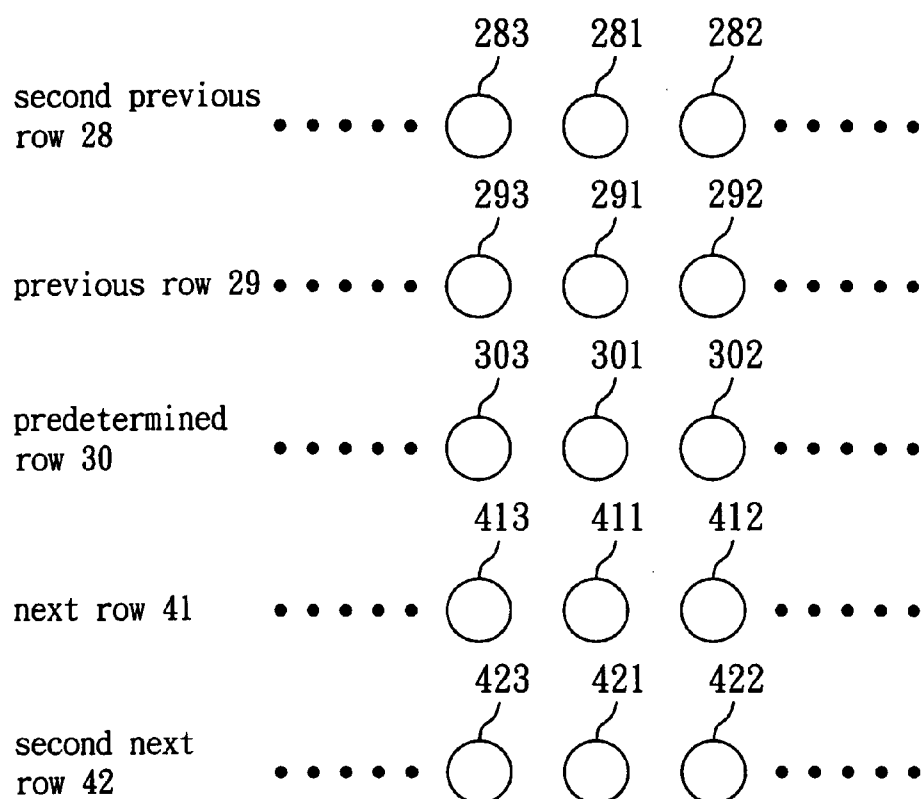 283 281 282
second previous
row 28
293 291 292
previous row 29
303 301 302
predetermined
row 30
413 411 412
next row 41
423 421 422
second next
row 42